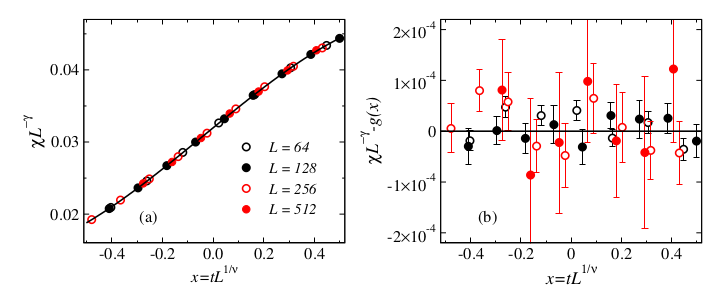 0.04
0.03
0.02
χL⁻ᵞ
L = 64
L = 128
L = 256
L = 512
(a)
-0.4 -0.2 0.0 0.2 0.4
x=tL^{1/ν}
2×10⁻⁴
1×10⁻⁴
0
-1×10⁻⁴
-2×10⁻⁴
χL⁻ᵞ-g(x)
(b)
-0.4 -0.2 0 0.2 0.4
x=tL^{1/ν}